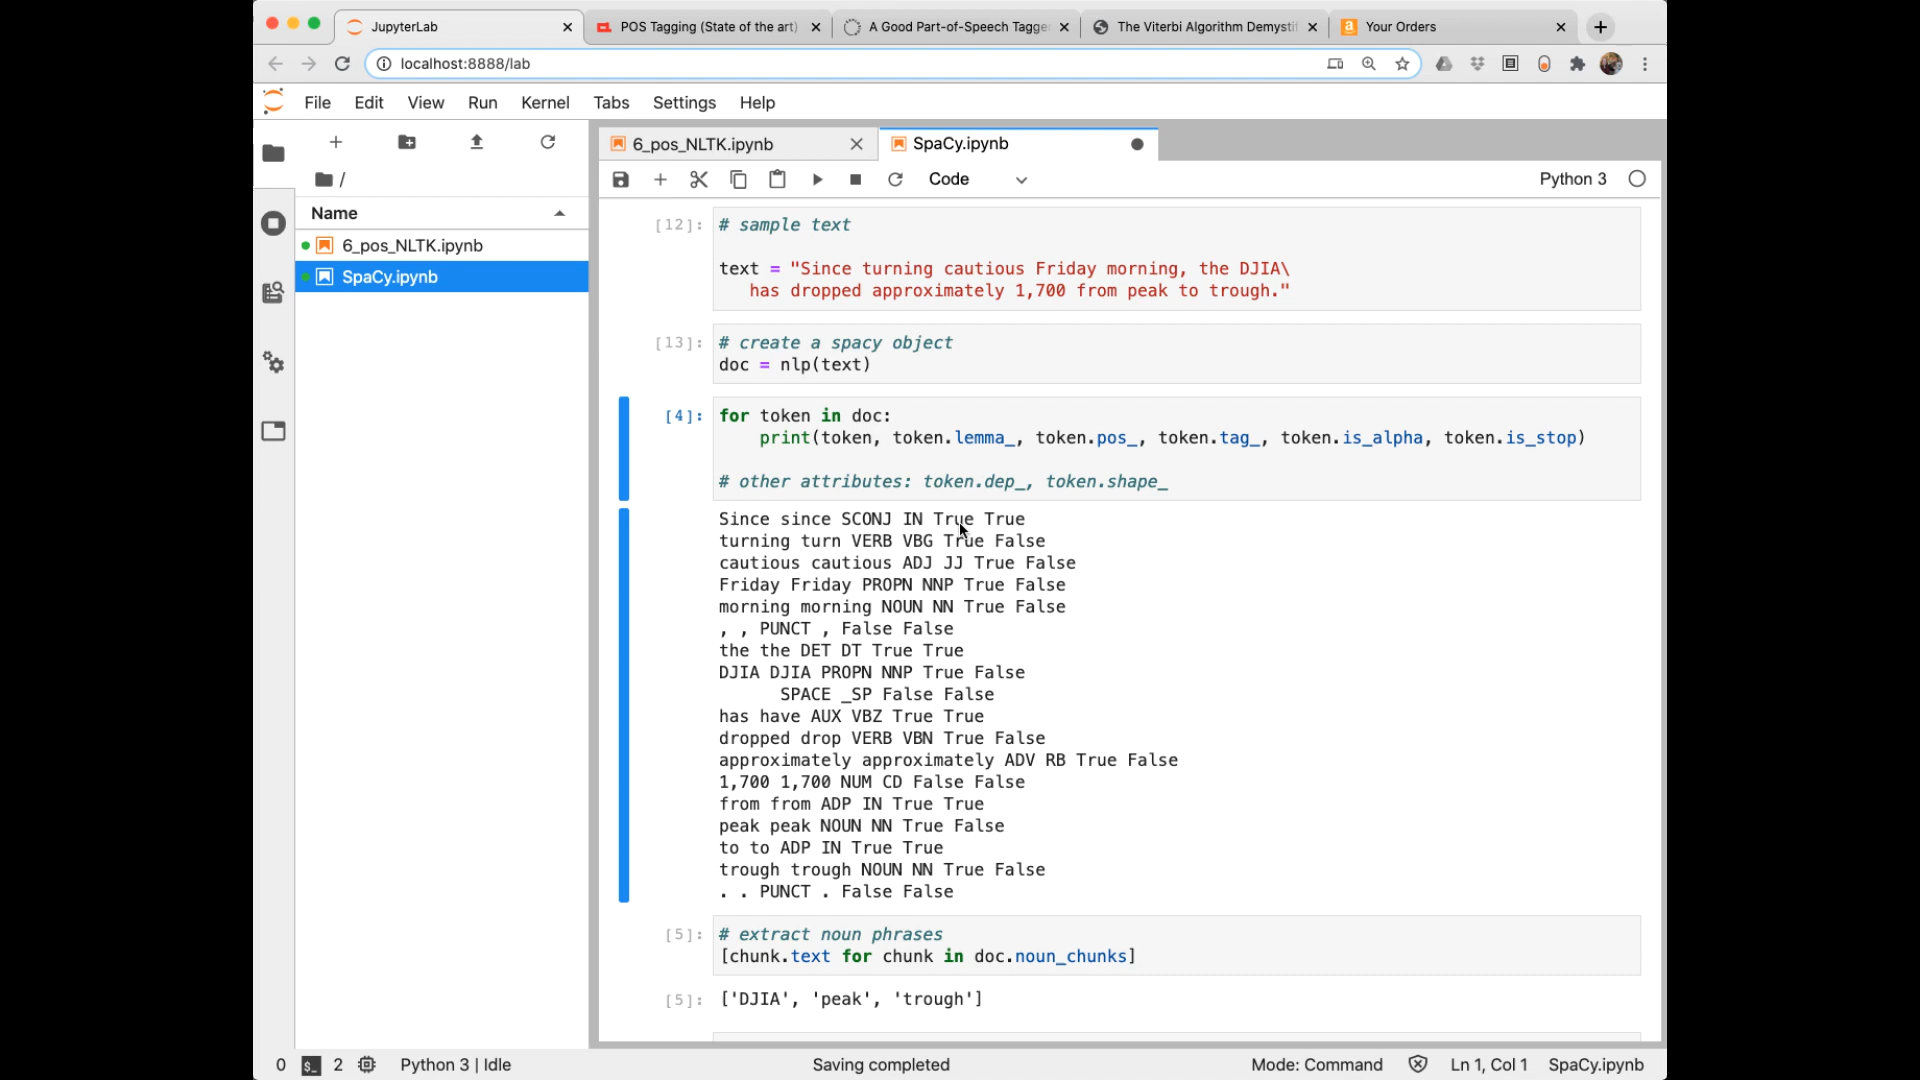 JupyterLab
POS Tagging (State of the art)
A Good Part-of-Speech Tagge
The Viterbi Algorithm Demystif
Your Orders
localhost:8888/lab
File Edit View Run Kernel Tabs Settings Help
6_pos_NLTK.ipynb
SpaCy.ipynb
/
Code
Python 3
Name
6_pos_NLTK.ipynb
SpaCy.ipynb
[12]: # sample text
text = "Since turning cautious Friday morning, the DJIA\
has dropped approximately 1,700 from peak to trough."
[13]: # create a spacy object
doc = nlp(text)
[4]: for token in doc:
print(token, token.lemma_, token.pos_, token.tag_, token.is_alpha, token.is_stop)
# other attributes: token.dep_, token.shape_
Since since SCONJ IN True True
turning turn VERB VBG True False
cautious cautious ADJ JJ True False
Friday Friday PROPN NNP True False
morning morning NOUN NN True False
, , PUNCT , False False
the the DET DT True True
DJIA DJIA PROPN NNP True False
SPACE _SP False False
has have AUX VBZ True True
dropped drop VERB VBN True False
approximately approximately ADV RB True False
1,700 1,700 NUM CD False False
from from ADP IN True True
peak peak NOUN NN True False
to to ADP IN True True
trough trough NOUN NN True False
. . PUNCT . False False
[5]: # extract noun phrases
[chunk.text for chunk in doc.noun_chunks]
[5]: ['DJIA', 'peak', 'trough']
0 $_ 2 Python 3 | Idle Saving completed Mode: Command Ln 1, Col 1 SpaCy.ipynb